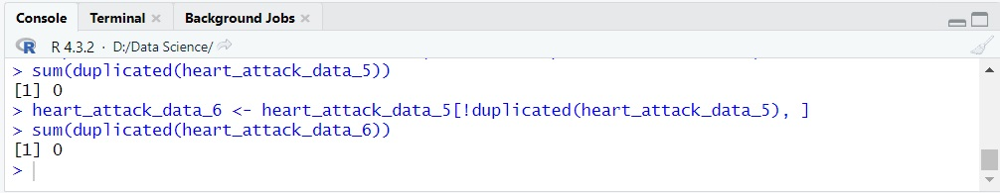 Console Terminal Background Jobs
R R 4.3.2 · D:/Data Science/
> sum(duplicated(heart_attack_data_5))
[1] 0
> heart_attack_data_6 <- heart_attack_data_5[!duplicated(heart_attack_data_5), ]
> sum(duplicated(heart_attack_data_6))
[1] 0
>